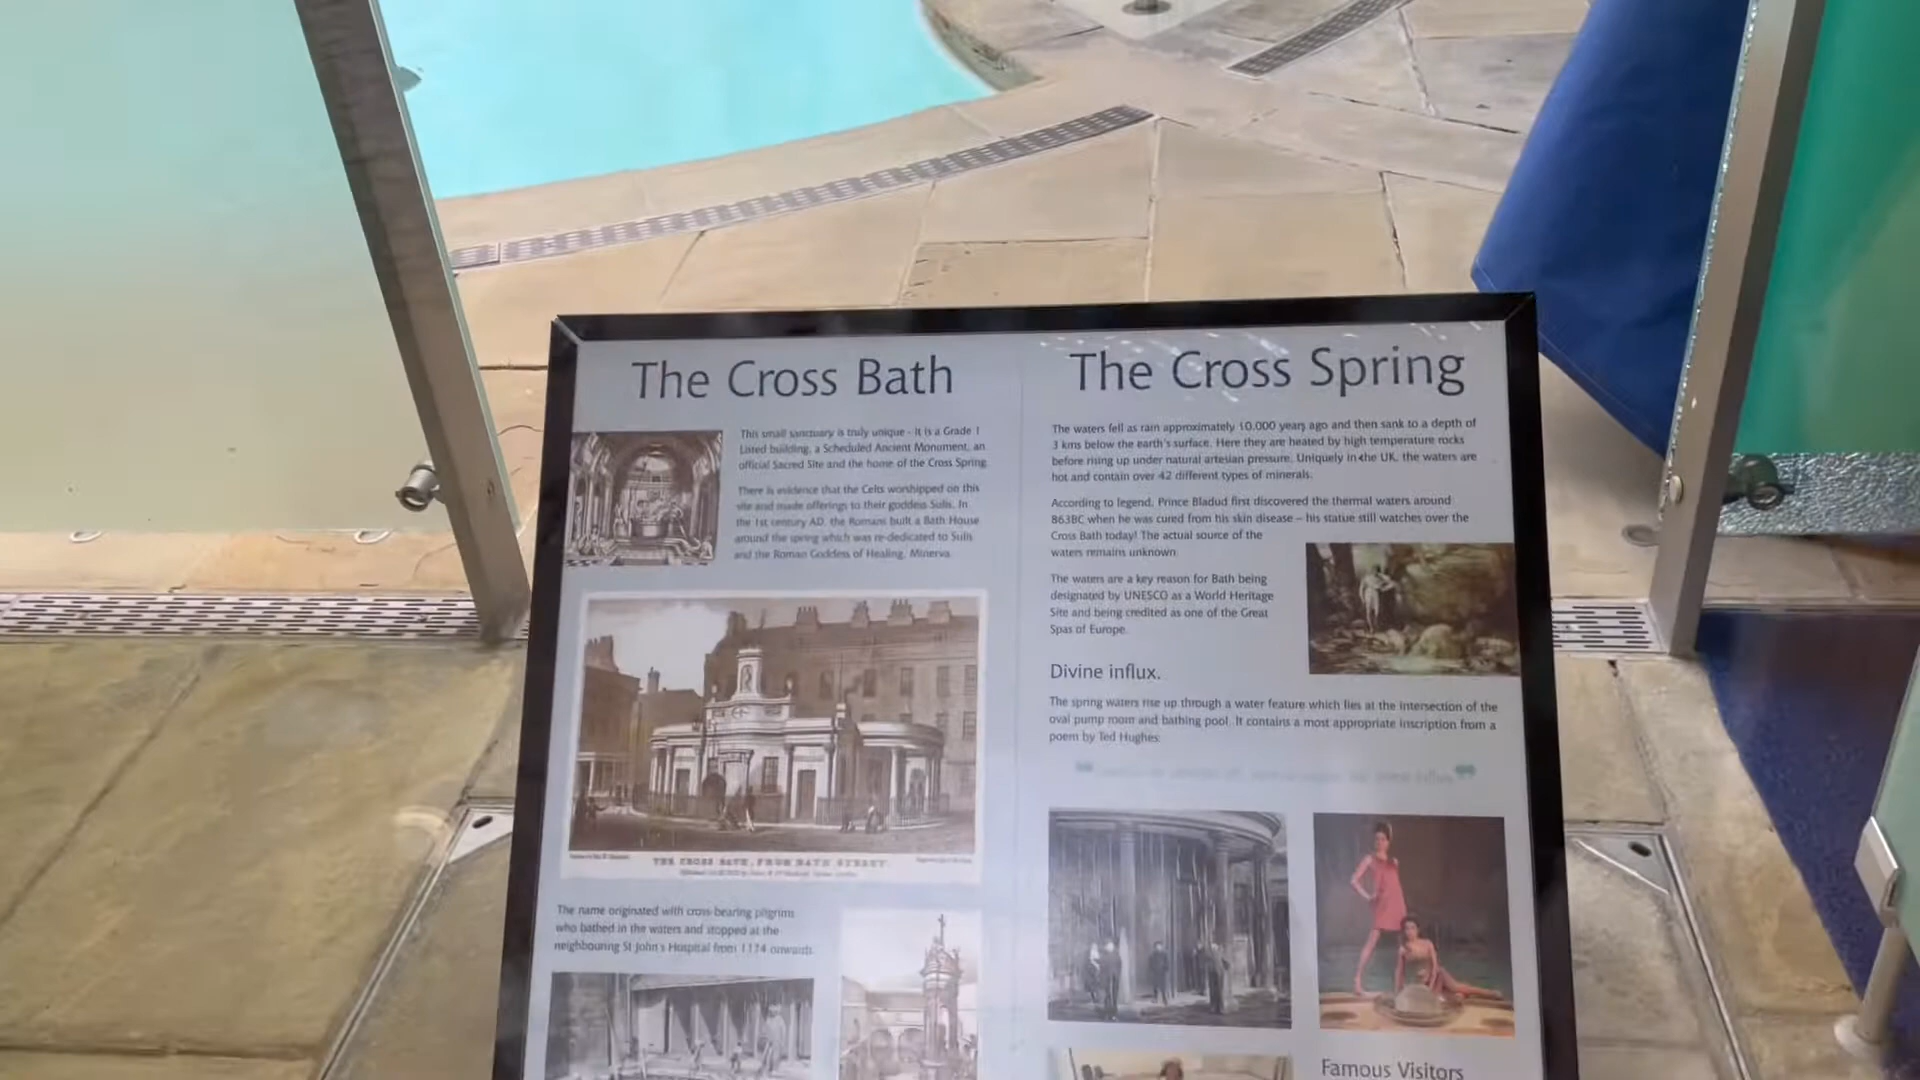 The Cross Bath
This small sanctuary is truly unique - it is a Grade 1
Listed building, a Scheduled Ancient Monument, an
official Sacred Site and the home of the Cross Spring.
There is evidence that the Celts worshipped on this
site and made offerings to their goddess Sulis. In
the 1st century AD, the Romans built a Bath House
around the spring which was re-dedicated to Sulis
and the Roman Goddess of Healing, Minerva.
THE CROSS BATH, FROM BATH STREET.
The name originated with cross-bearing pilgrims
who bathed in the waters and stopped at the
neighbouring St John's Hospital from 1174 onwards.
The Cross Spring
The waters fell as rain approximately 10,000 years ago and then sank to a depth of
3 kms below the earth's surface. Here they are heated by high temperature rocks
before rising up under natural artesian pressure. Uniquely in the UK, the waters are
hot and contain over 42 different types of minerals.
According to legend, Prince Bladud first discovered the thermal waters around
863BC when he was cured from his skin disease – his statue still watches over the
Cross Bath today! The actual source of the
waters remains unknown.
The waters are a key reason for Bath being
designated by UNESCO as a World Heritage
Site and being credited as one of the Great
Spas of Europe.
Divine influx.
The spring waters rise up through a water feature which lies at the intersection of the
oval pump room and bathing pool. It contains a most appropriate inscription from a
poem by Ted Hughes:
Famous Visitors